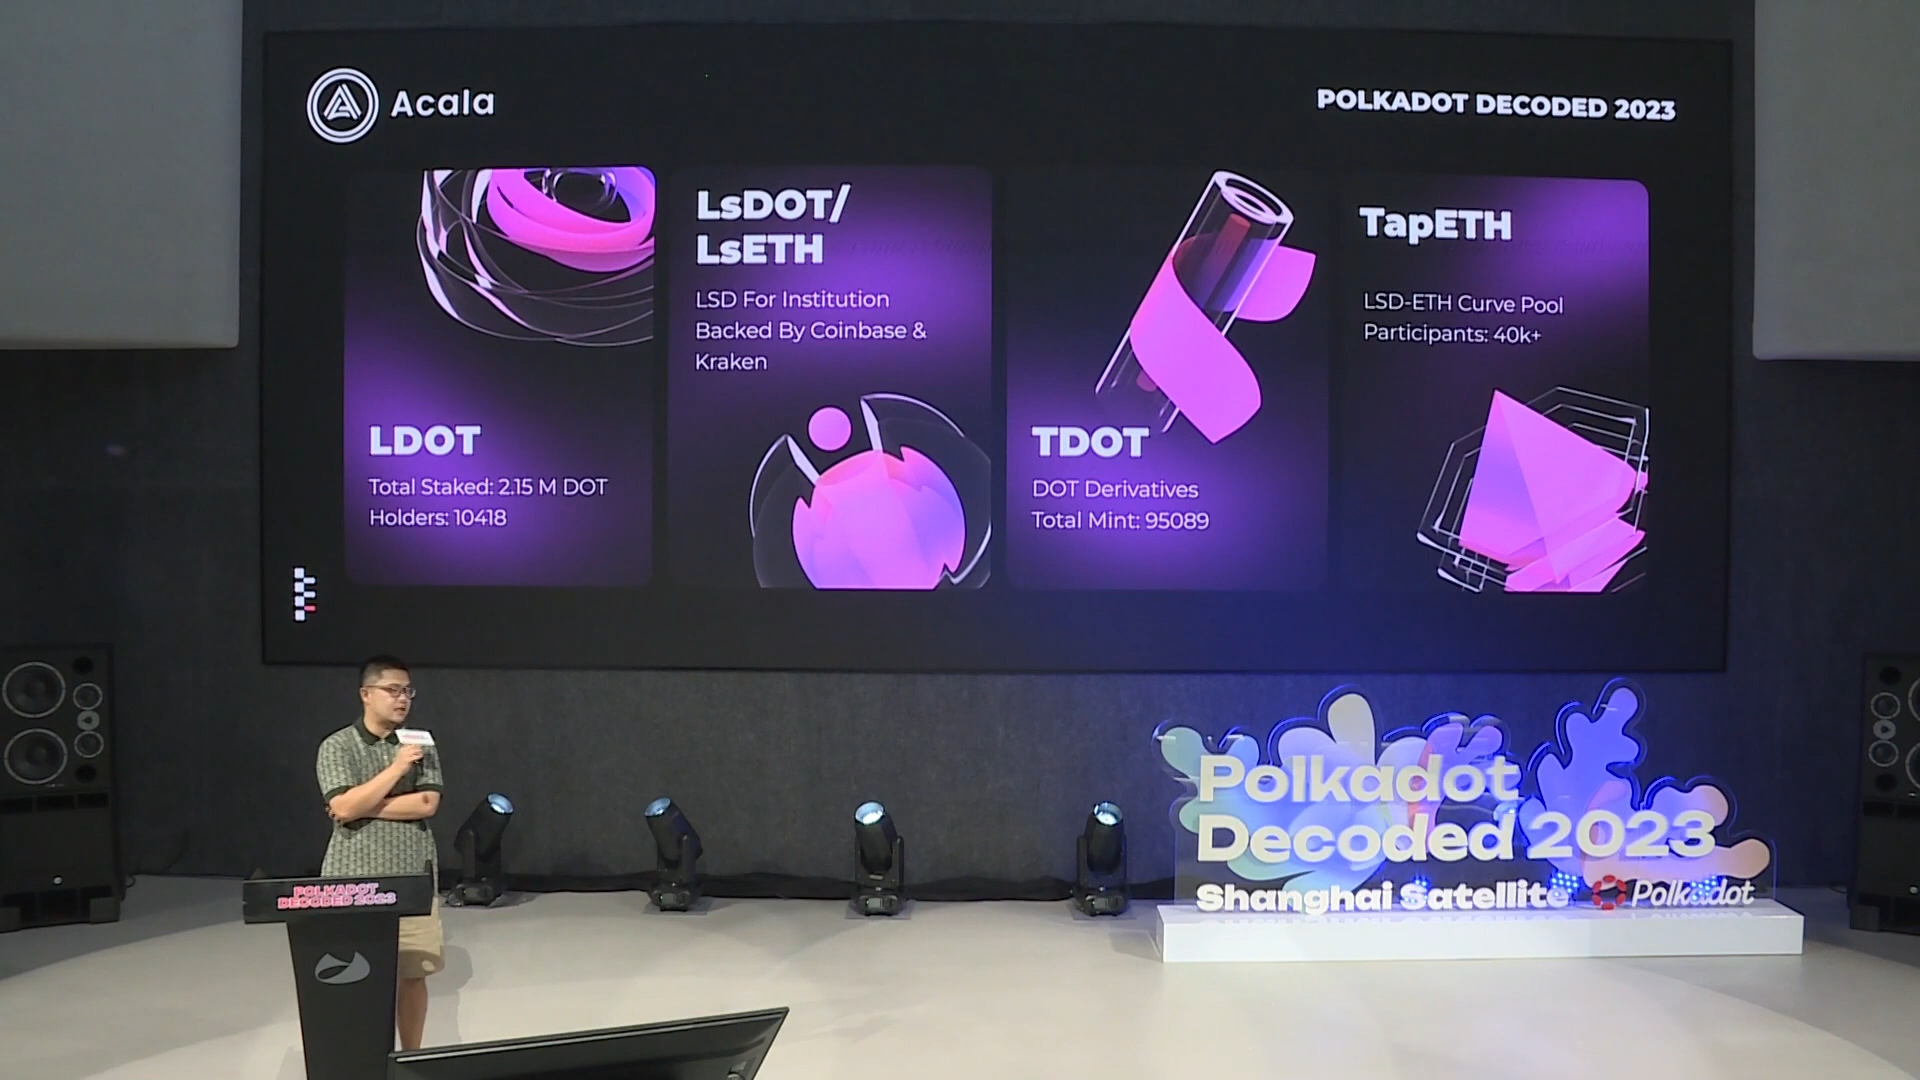 Acala
POLKADOT DECODED 2023
LDOT
Total Staked: 2.15 M DOT
Holders: 10418
LsDOT/
LsETH
LSD For Institution
Backed By Coinbase &
Kraken
TDOT
DOT Derivatives
Total Mint: 95089
TapETH
LSD-ETH Curve Pool
Participants: 40k+
POLKADOT
DECODED 2023
Polkadot
Decoded 2023
Shanghai Satellite
Polkadot